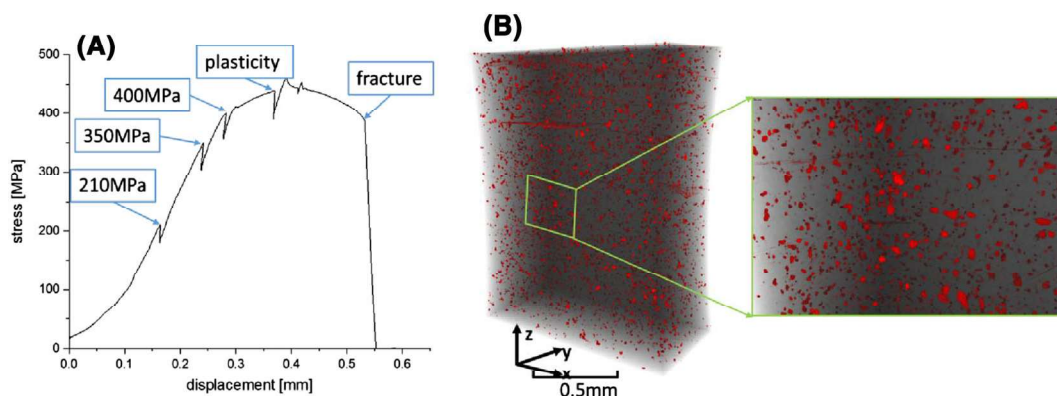 (A)
500
400
300
200
100
0
stress [MPa]
0.0 0.1 0.2 0.3 0.4 0.5 0.6
displacement [mm]
210MPa
350MPa
400MPa
plasticity
fracture
(B)
z
y
x
0.5mm